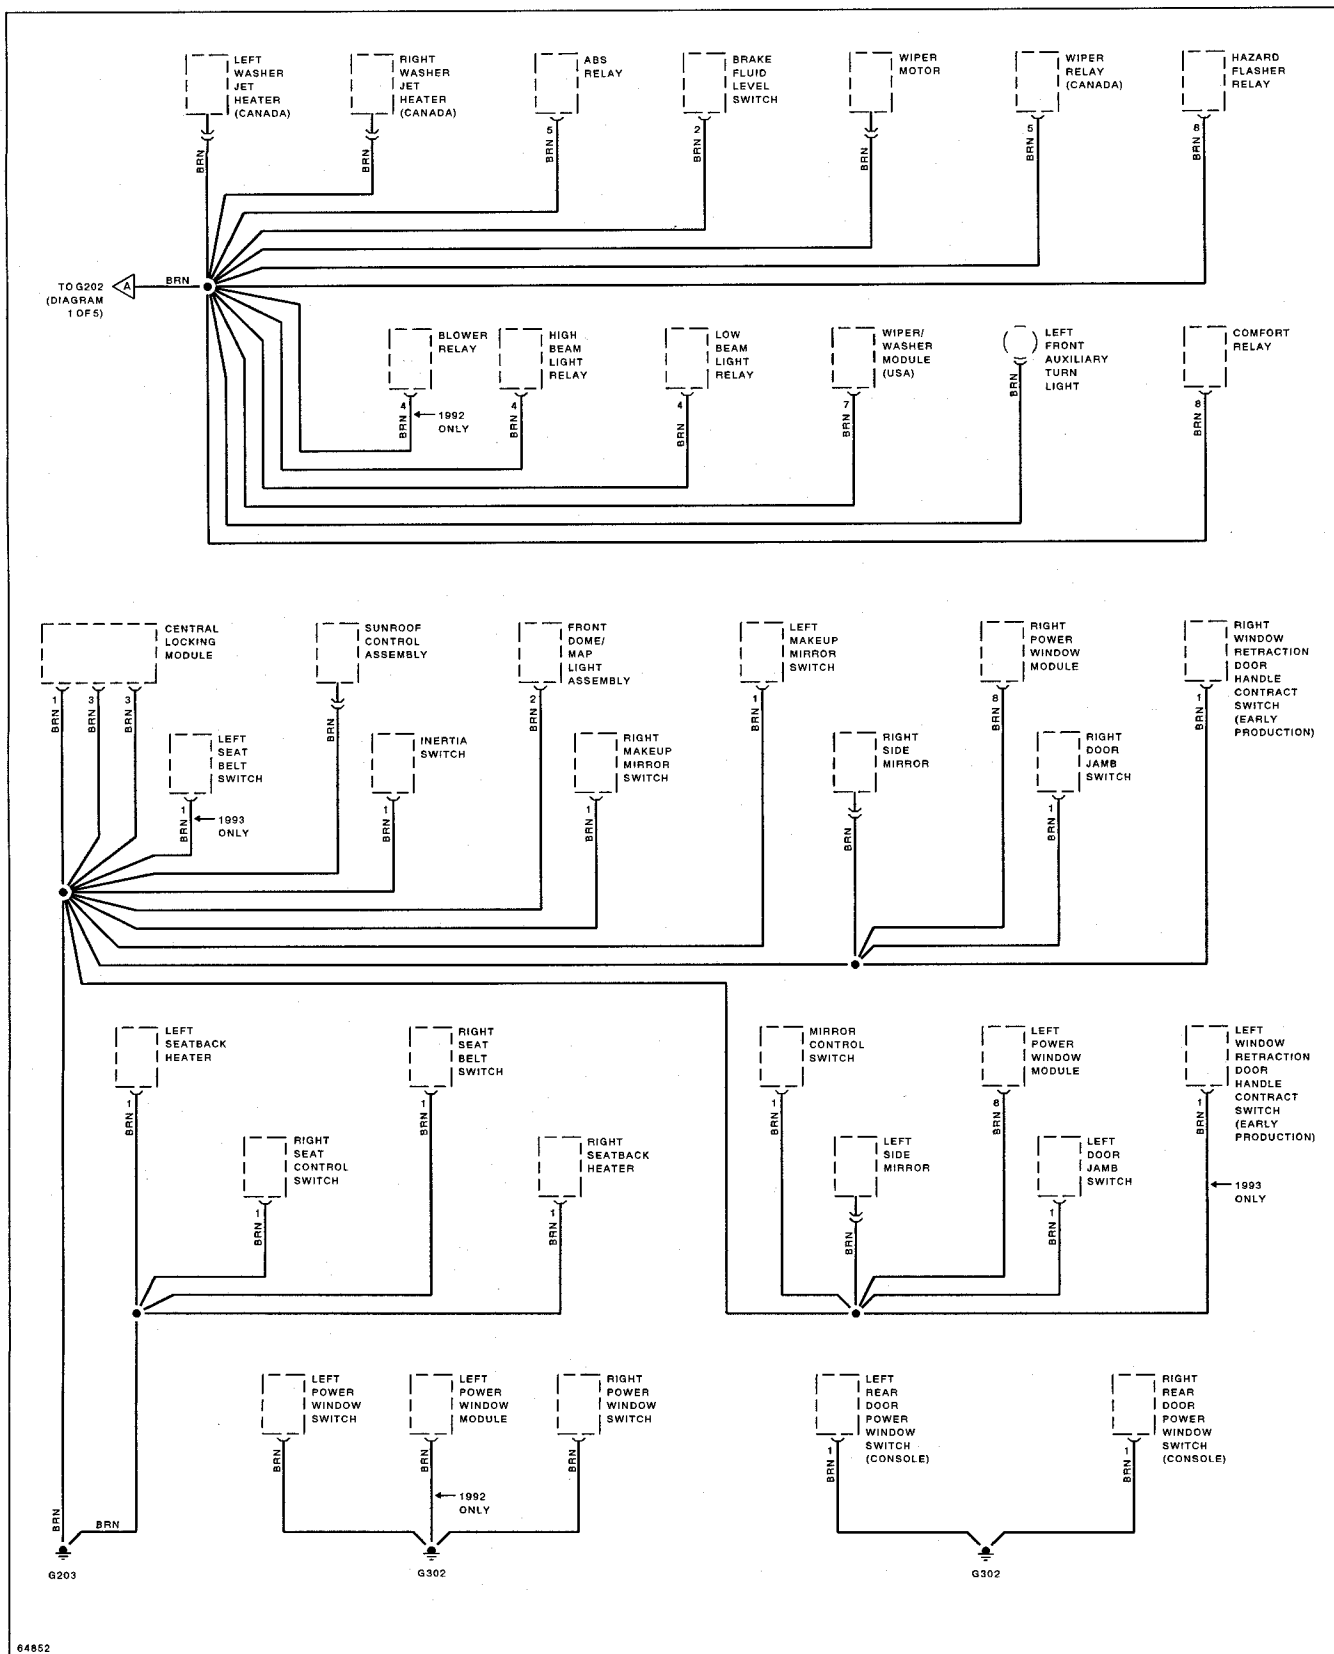 LEFT
WASHER
JET
HEATER
(CANADA)
RIGHT
WASHER
JET
HEATER
(CANADA)
ABS
RELAY
BRAKE
FLUID
LEVEL
SWITCH
WIPER
MOTOR
WIPER
RELAY
(CANADA)
HAZARD
FLASHER
RELAY
BRN
BRN
5
BRN
2
BRN
BRN
5
BRN
8
BRN
TO G202
(DIAGRAM
1 OF 5)
A
BRN
BLOWER
RELAY
HIGH
BEAM
LIGHT
RELAY
LOW
BEAM
LIGHT
RELAY
WIPER/
WASHER
MODULE
(USA)
LEFT
FRONT
AUXILIARY
TURN
LIGHT
COMFORT
RELAY
4
BRN
1992
ONLY
4
BRN
4
BRN
7
BRN
BRN
8
BRN
CENTRAL
LOCKING
MODULE
SUNROOF
CONTROL
ASSEMBLY
FRONT
DOME/
MAP
LIGHT
ASSEMBLY
LEFT
MAKEUP
MIRROR
SWITCH
RIGHT
POWER
WINDOW
MODULE
RIGHT
WINDOW
RETRACTION
DOOR
HANDLE
CONTRACT
SWITCH
(EARLY
PRODUCTION)
1
BRN
3
BRN
3
BRN
BRN
2
BRN
1
BRN
8
BRN
1
BRN
LEFT
SEAT
BELT
SWITCH
INERTIA
SWITCH
RIGHT
MAKEUP
MIRROR
SWITCH
RIGHT
SIDE
MIRROR
RIGHT
DOOR
JAMB
SWITCH
1
BRN
1993
ONLY
1
BRN
1
BRN
BRN
1
BRN
LEFT
SEATBACK
HEATER
RIGHT
SEAT
BELT
SWITCH
MIRROR
CONTROL
SWITCH
LEFT
POWER
WINDOW
MODULE
LEFT
WINDOW
RETRACTION
DOOR
HANDLE
CONTRACT
SWITCH
(EARLY
PRODUCTION)
1
BRN
1
BRN
1
BRN
8
BRN
1
BRN
RIGHT
SEAT
CONTROL
SWITCH
RIGHT
SEATBACK
HEATER
LEFT
SIDE
MIRROR
LEFT
DOOR
JAMB
SWITCH
1993
ONLY
1
BRN
1
BRN
BRN
1
BRN
LEFT
POWER
WINDOW
SWITCH
LEFT
POWER
WINDOW
MODULE
RIGHT
POWER
WINDOW
SWITCH
LEFT
REAR
DOOR
POWER
WINDOW
SWITCH
(CONSOLE)
RIGHT
REAR
DOOR
POWER
WINDOW
SWITCH
(CONSOLE)
BRN
BRN
BRN
1
BRN
1
BRN
1992
ONLY
BRN
BRN
G203
G302
G302
64852